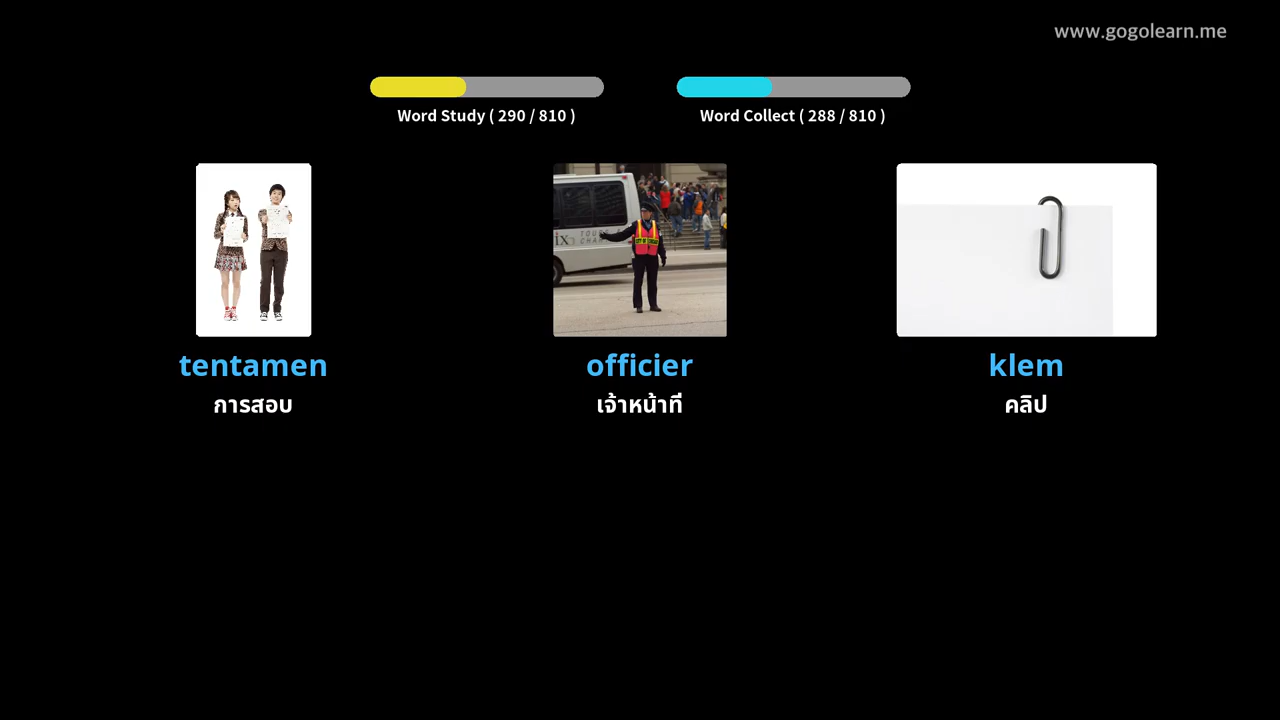 www.gogolearn.me
Word Study ( 290 / 810 )
Word Collect ( 288 / 810 )
tentamen
officier
klem
การสอบ
เจ้าหน้าที่
คลิป